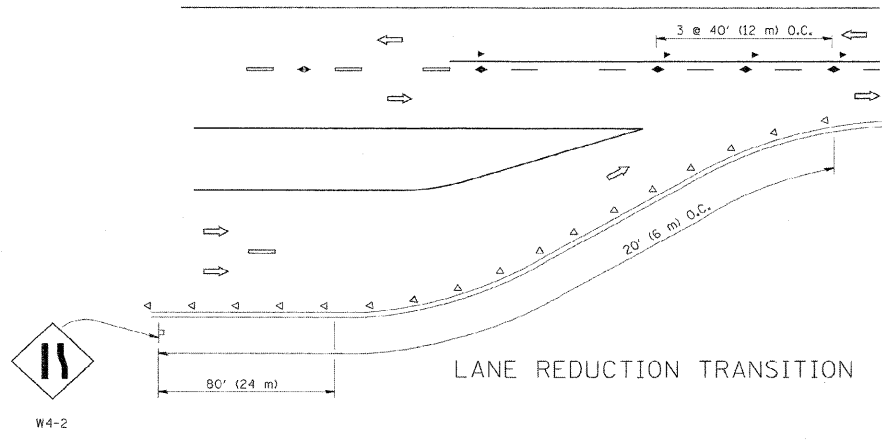 3 @ 40' (12 m) O.C.
20' (6 m) O.C.
LANE REDUCTION TRANSITION
80' (24 m)
W4-2